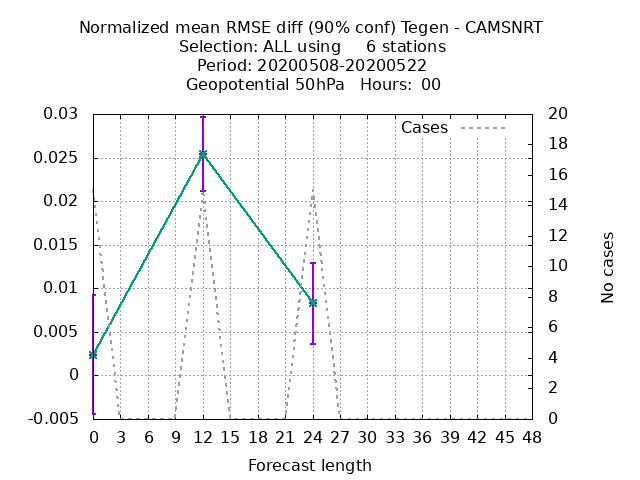 Normalized mean RMSE diff (90% conf) Tegen - CAMSNRT
Selection: ALL using     6 stations
Period: 20200508-20200522
Geopotential 50hPa   Hours:  00
Cases
0.03
0.025
0.02
0.015
0.01
0.005
0
-0.005
20
18
16
14
12
10
8
6
4
2
0
No cases
0 3 6 9 12 15 18 21 24 27 30 33 36 39 42 45 48
Forecast length